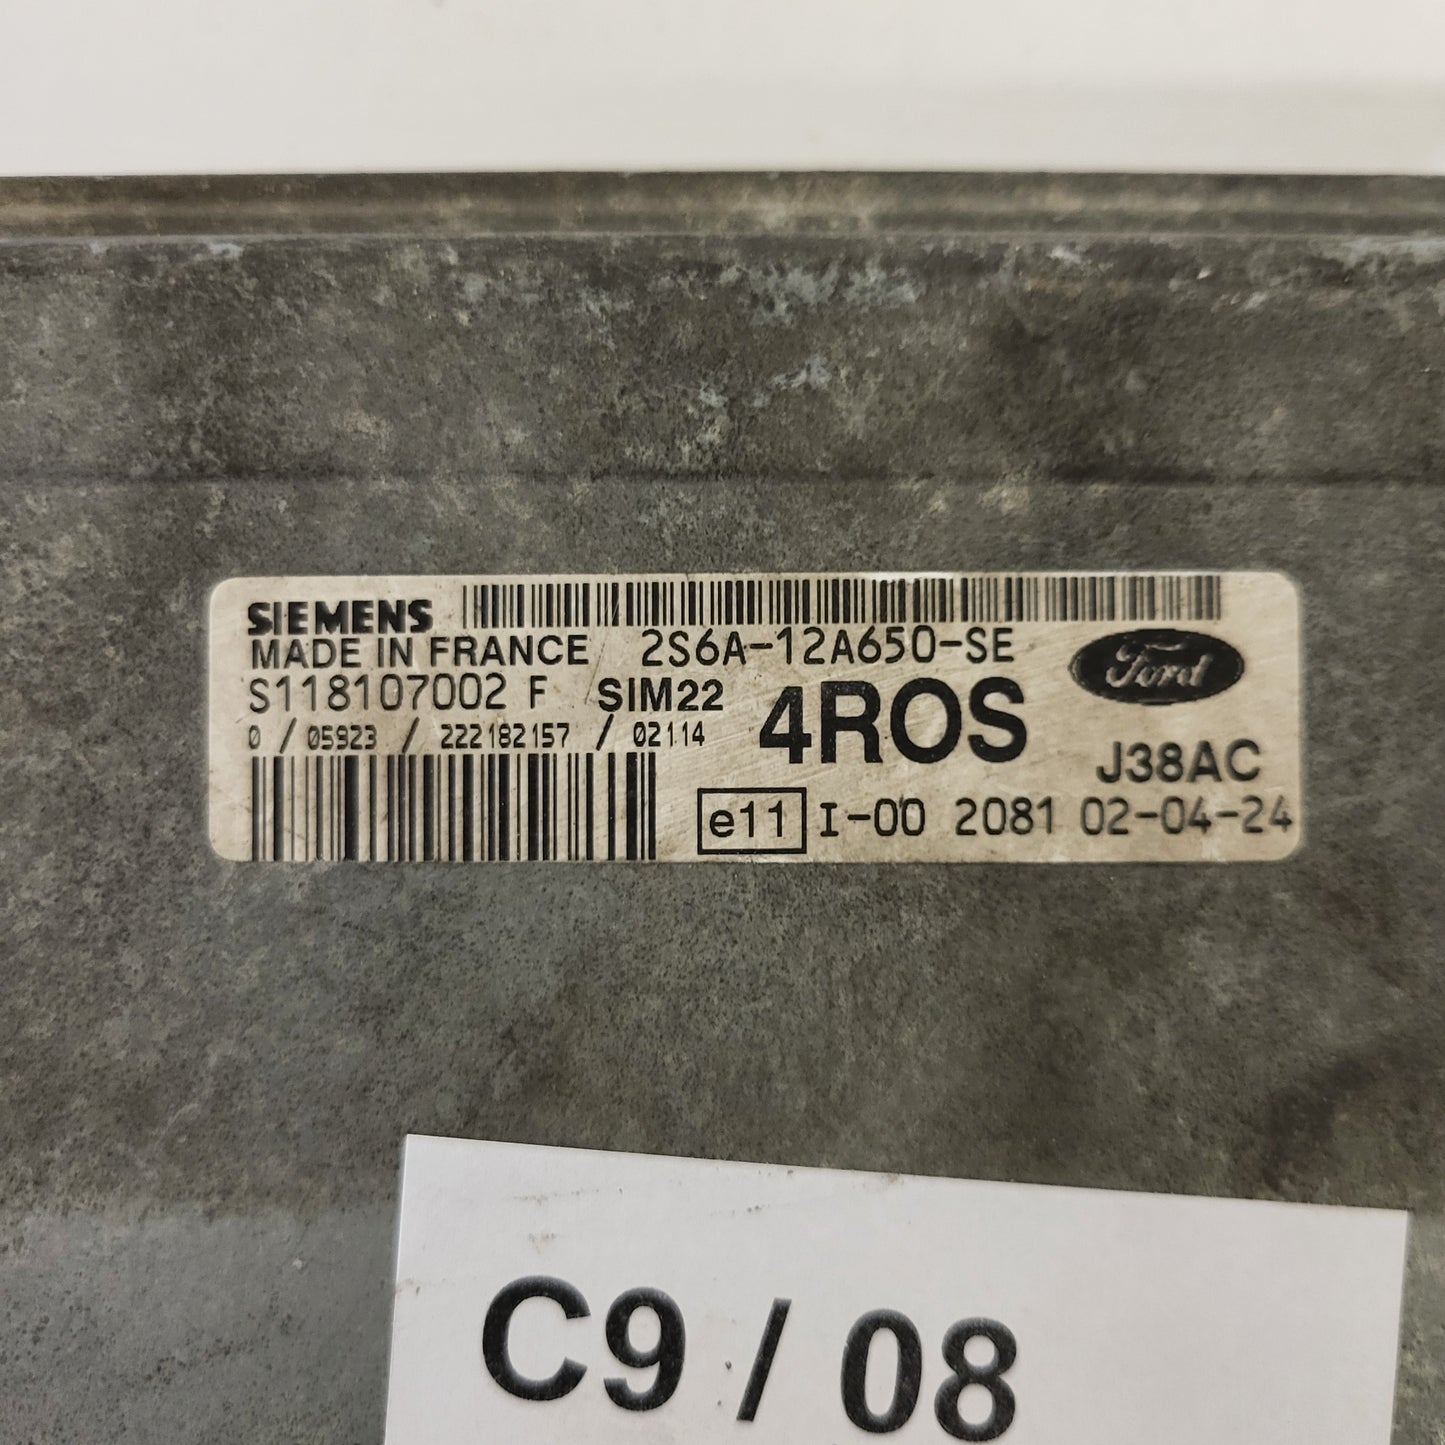 SIEMENS
MADE IN FRANCE 2S6A-12A650-SE
Ford
S118107002 F SIM22
4ROS
0 / 05923 / 222182157 / 02114
J38AC
e11 I-00 2081 02-04-24
C9 / 08